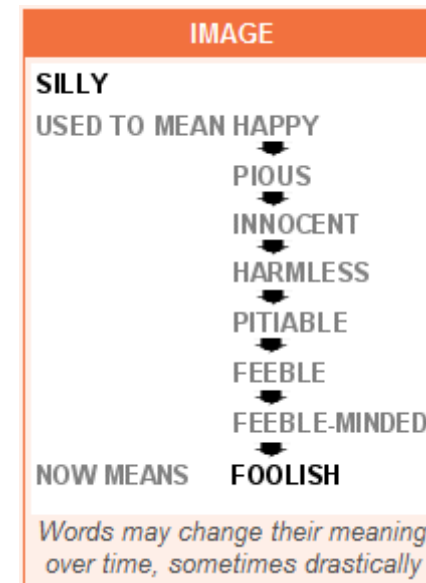 IMAGE
SILLY
USED TO MEAN HAPPY
PIOUS
INNOCENT
HARMLESS
PITIABLE
FEEBLE
FEEBLE-MINDED
NOW MEANS FOOLISH
Words may change their meaning
over time, sometimes drastically